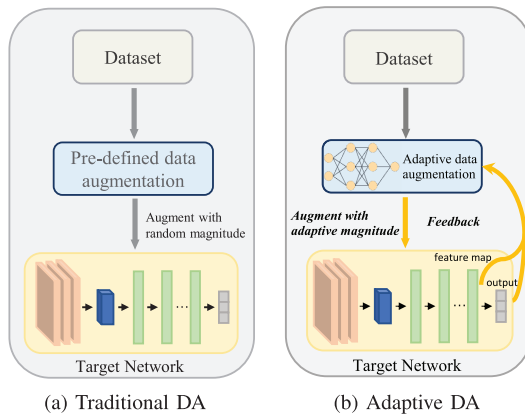 Dataset
Pre-defined data
augmentation
Augment with
random magnitude
...
Target Network
(a) Traditional DA
Dataset
Adaptive data
augmentation
Augment with
adaptive magnitude
Feedback
feature map
output
...
Target Network
(b) Adaptive DA